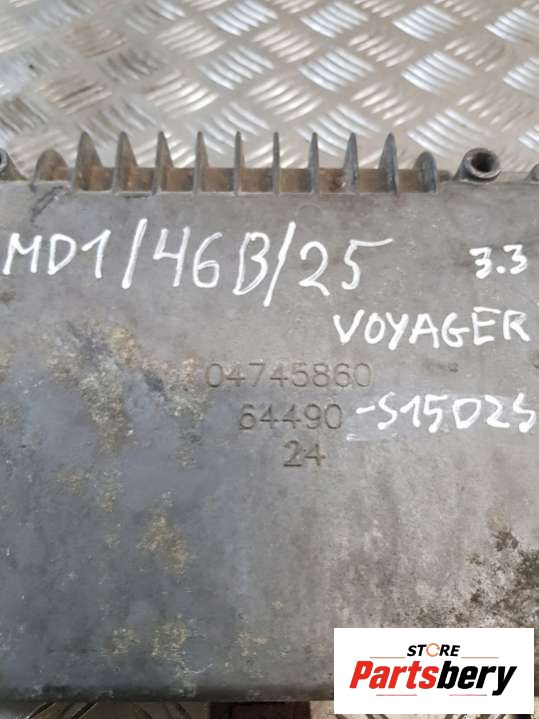 MD1/46B/25 3.3
VOYAGER
04745860
64490 -S15D25
24
STORE
Partsbery